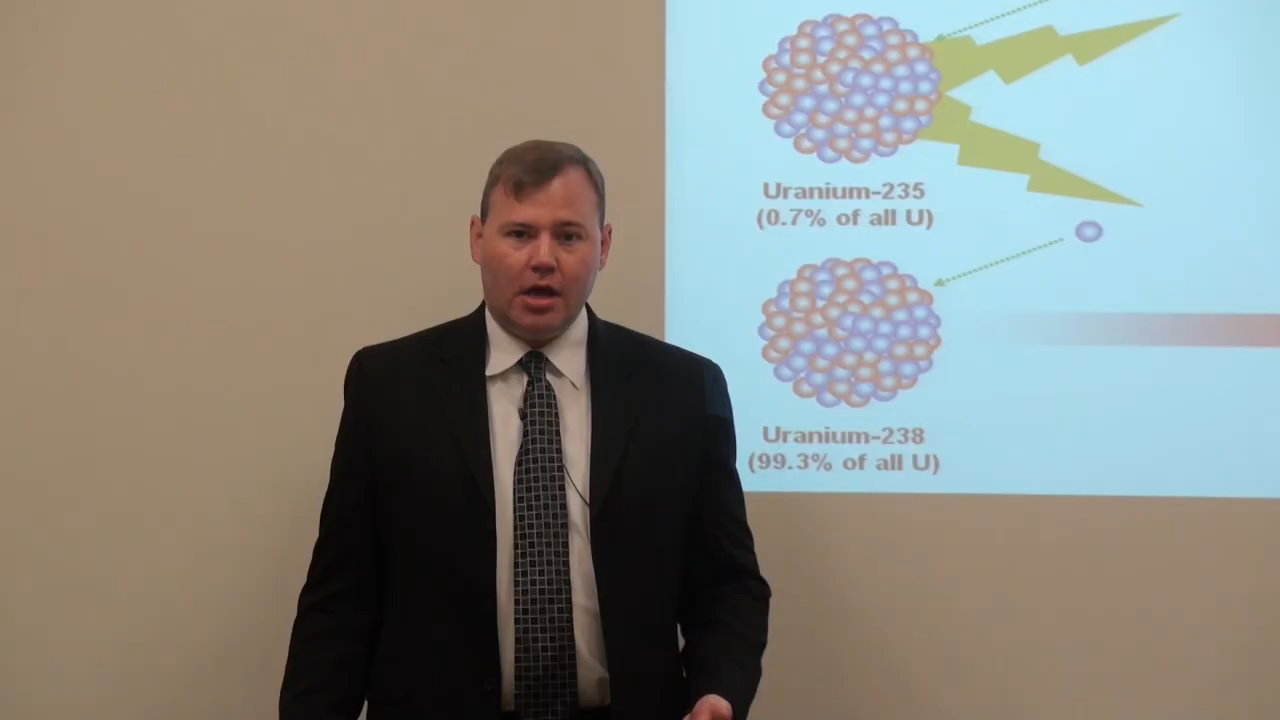 Uranium-235
(0.7% of all U)
Uranium-238
(99.3% of all U)